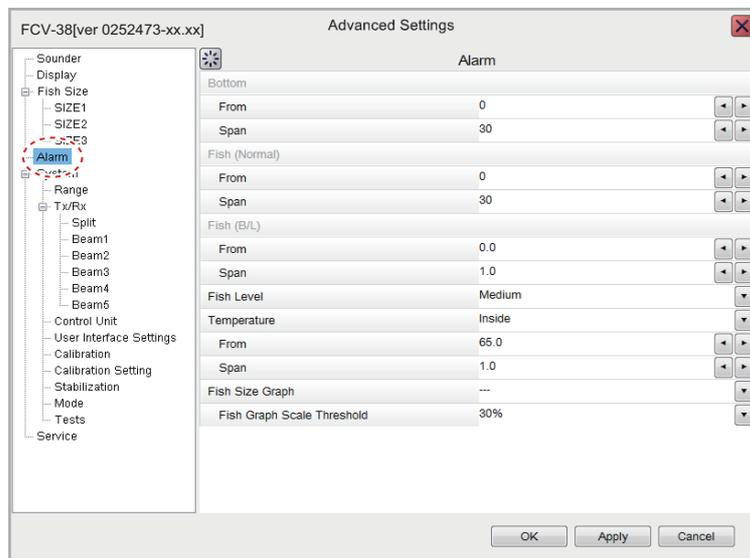 FCV-38[ver 0252473-xx.xx]
Advanced Settings
Sounder
Display
Fish Size
SIZE1
SIZE2
SIZE3
Alarm
System
Range
Tx/Rx
Split
Beam1
Beam2
Beam3
Beam4
Beam5
Control Unit
User Interface Settings
Calibration
Calibration Setting
Stabilization
Mode
Tests
Service
Alarm
Bottom
From 0
Span 30
Fish (Normal)
From 0
Span 30
Fish (B/L)
From 0.0
Span 1.0
Fish Level Medium
Temperature Inside
From 65.0
Span 1.0
Fish Size Graph ---
Fish Graph Scale Threshold 30%
OK Apply Cancel